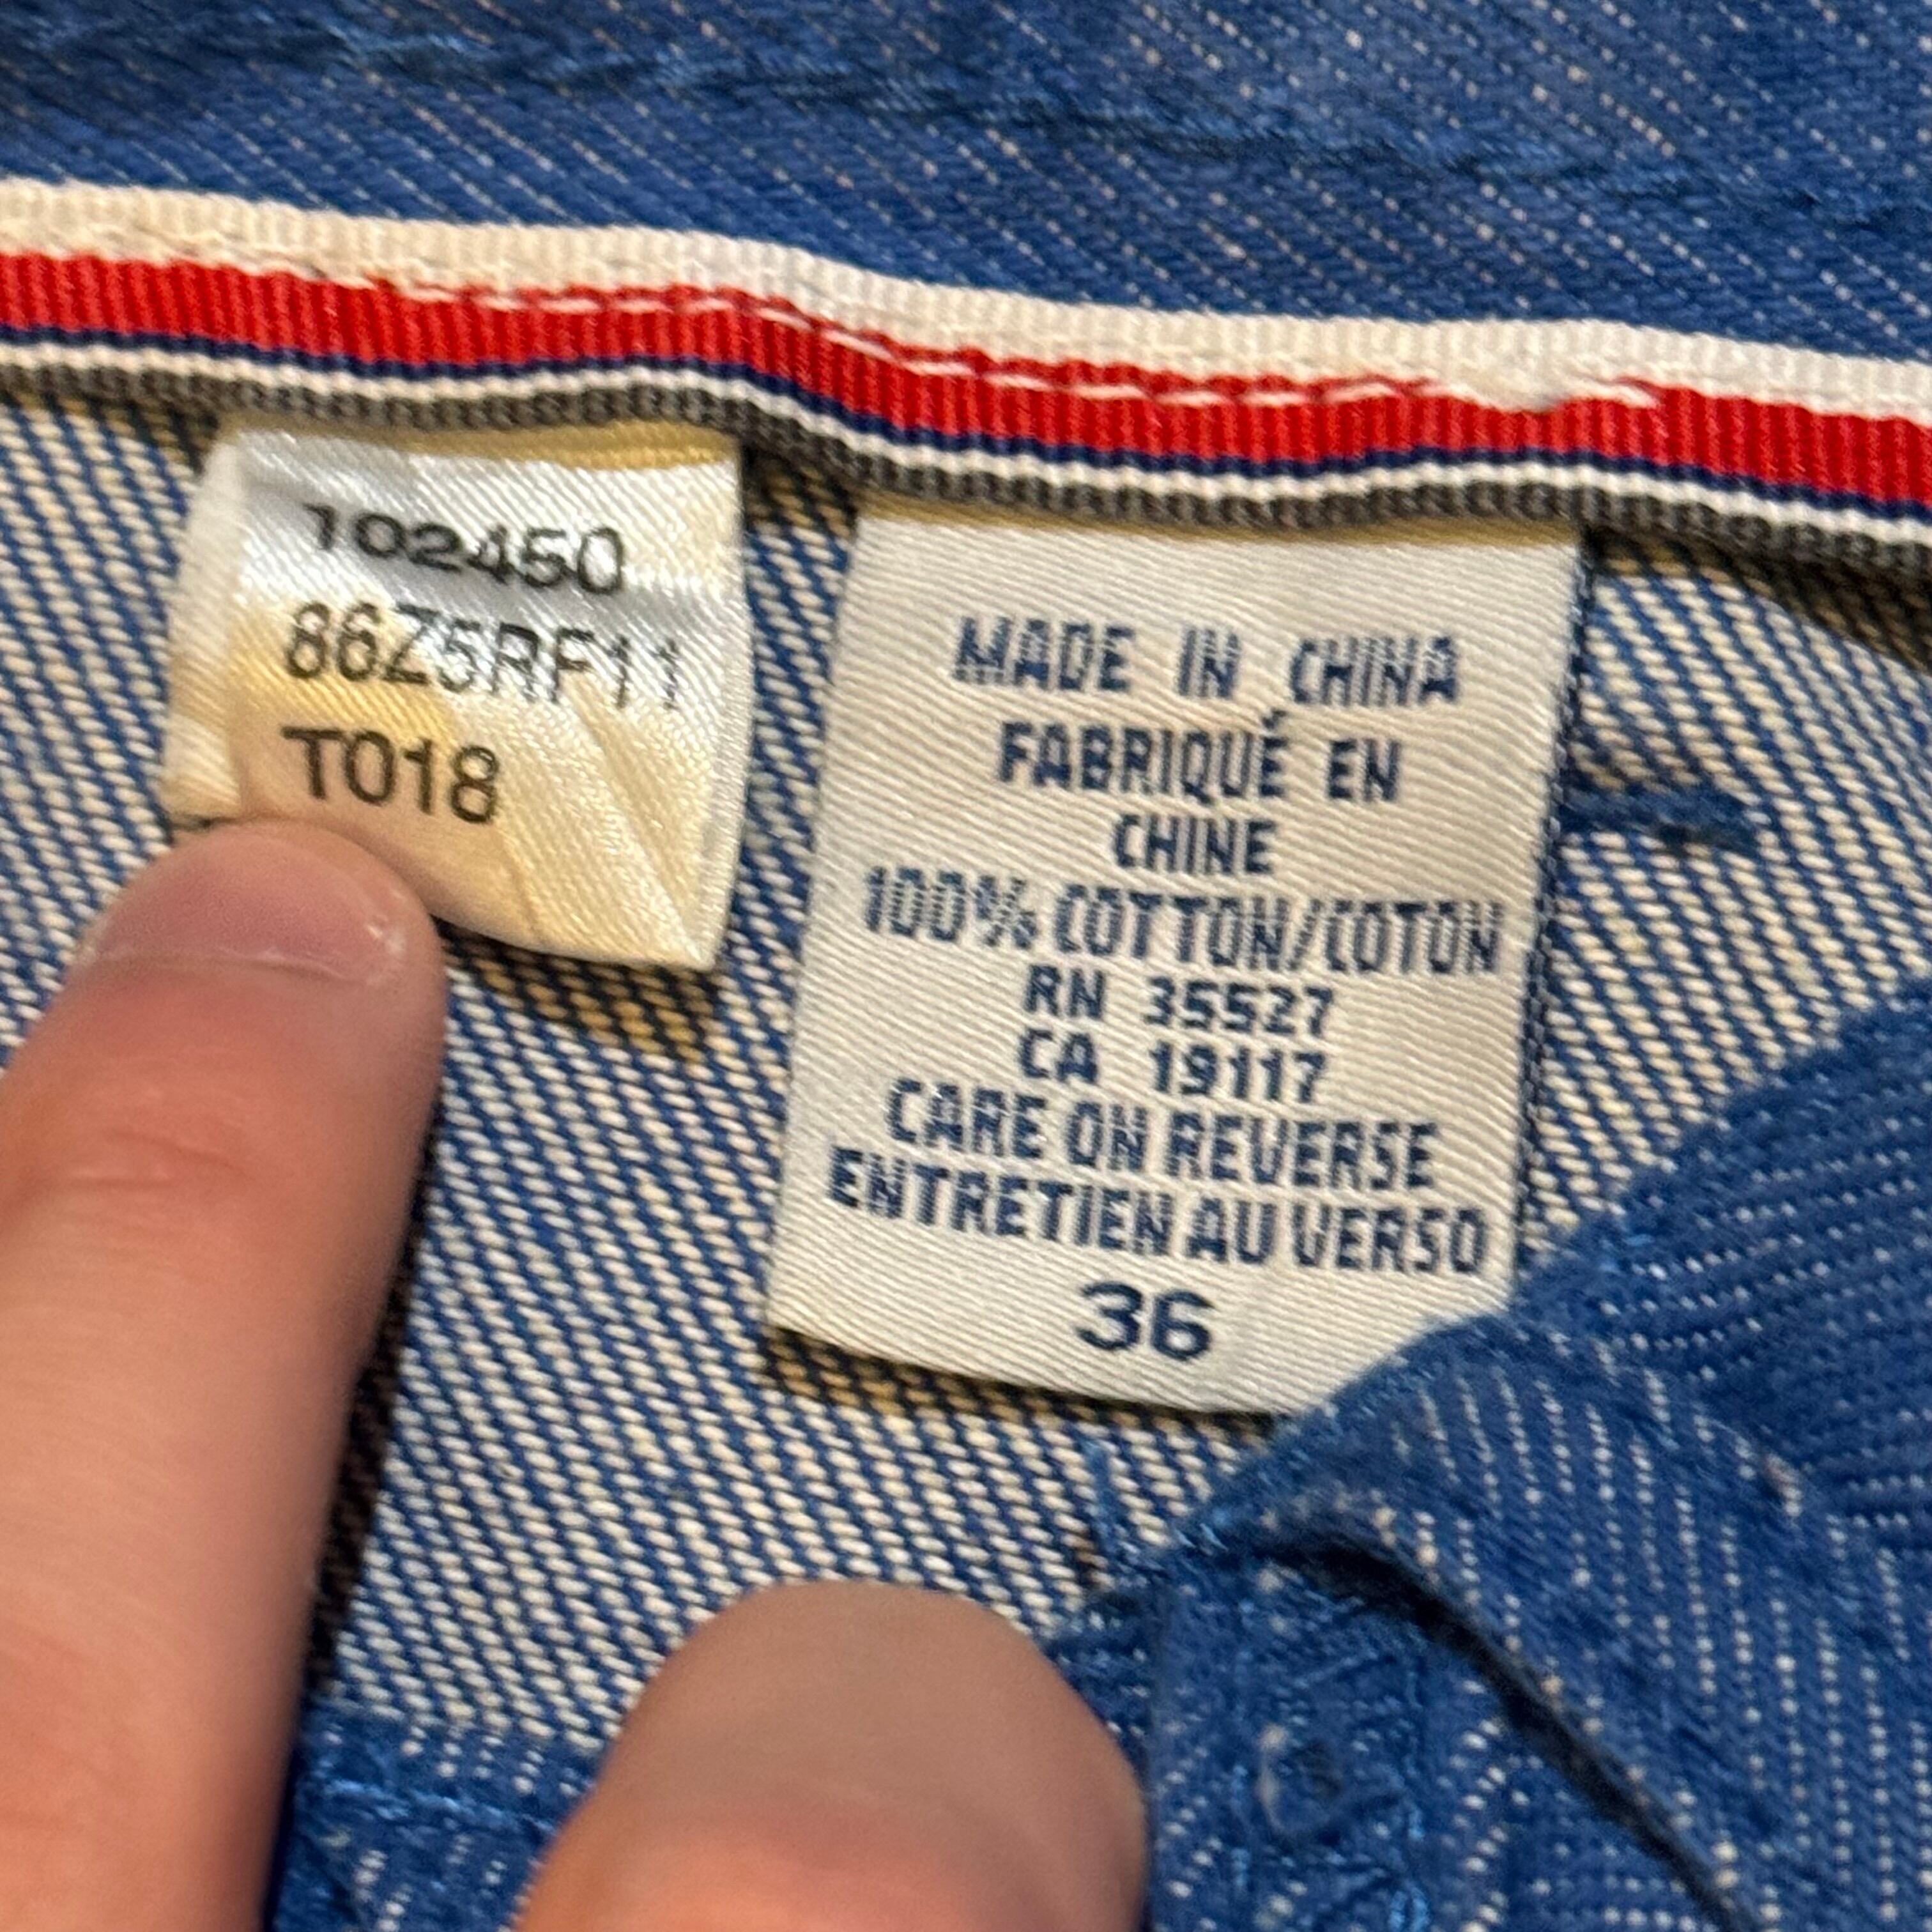 102450
86Z5RF11
T018
MADE IN CHINA
FABRIQUÉ EN
CHINE
100% COTTON/COTON
RN 35527
CA 19117
CARE ON REVERSE
ENTRETIEN AU VERSO
36